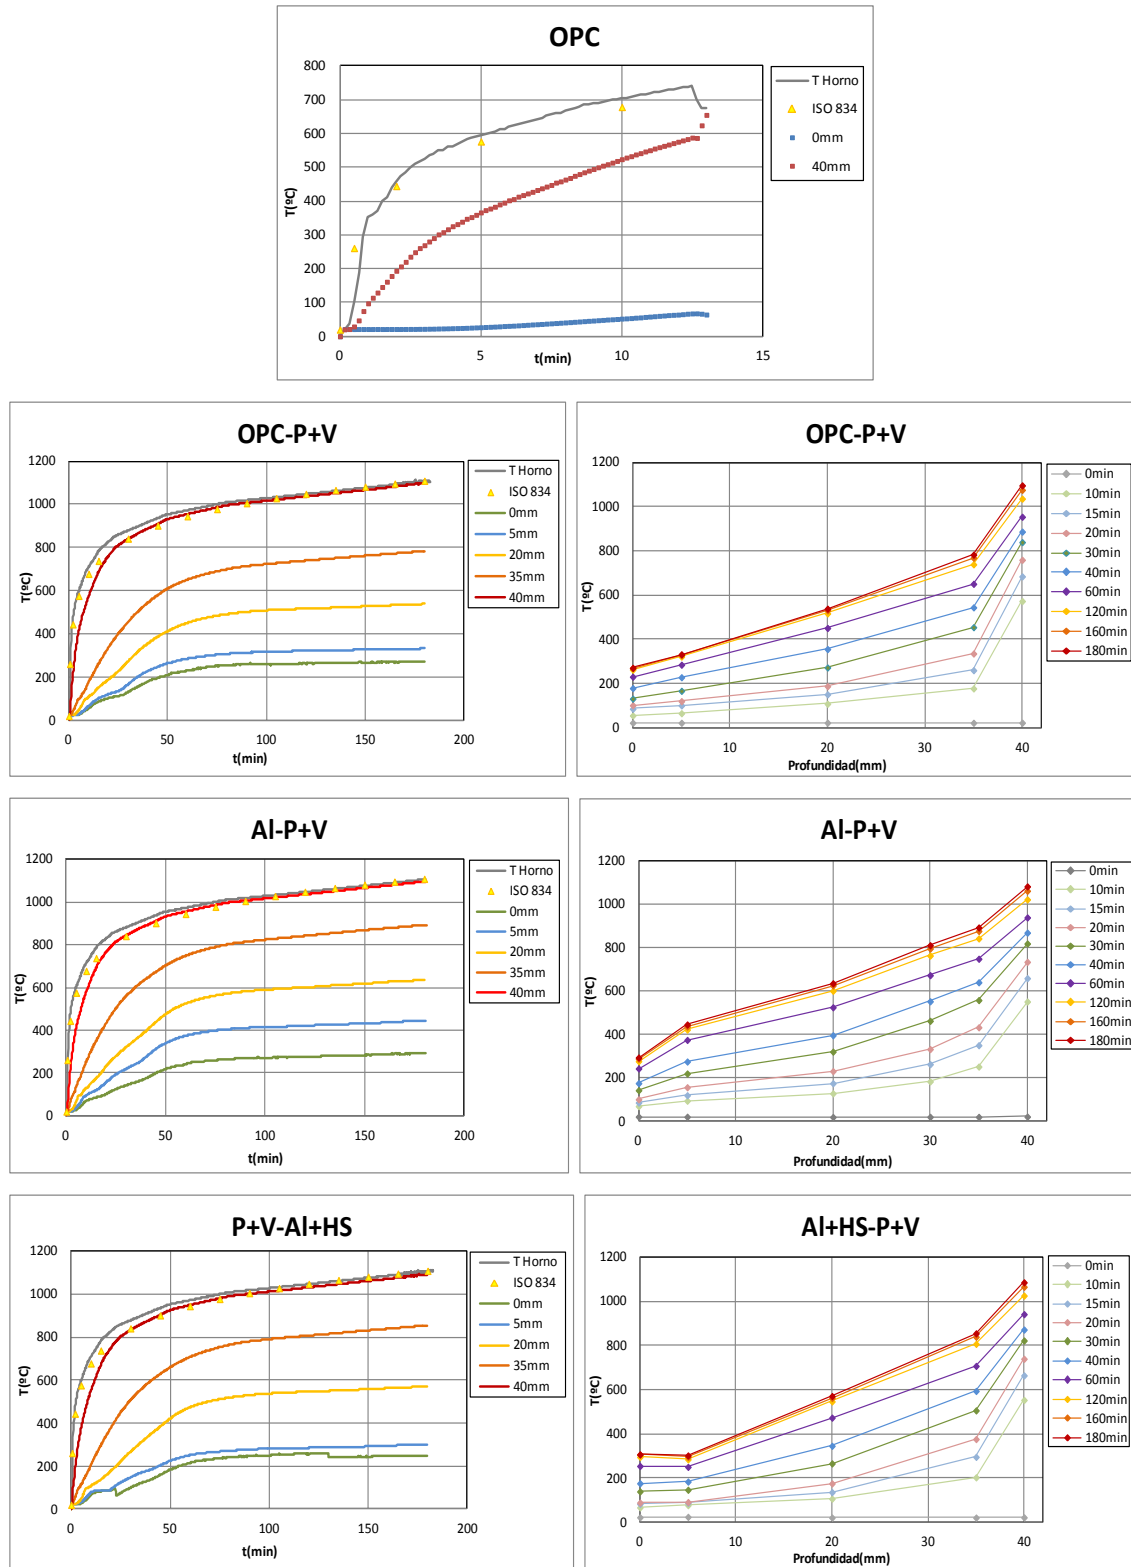 OPC
800
700
600
500
400
300
200
100
0
T(ºC)
0
5
10
15
t(min)
T Horno
ISO 834
0mm
40mm
OPC-P+V
1200
1000
800
600
400
200
0
T(ºC)
0
50
100
150
200
t(min)
T Horno
ISO 834
0mm
5mm
20mm
35mm
40mm
OPC-P+V
1200
1000
800
600
400
200
0
T(ºC)
0
10
20
30
40
Profundidad(mm)
0min
10min
15min
20min
30min
40min
60min
120min
160min
180min
Al-P+V
1200
1000
800
600
400
200
0
T(ºC)
0
50
100
150
200
t(min)
T Horno
ISO 834
0mm
5mm
20mm
35mm
40mm
Al-P+V
1200
1000
800
600
400
200
0
T(ºC)
0
10
20
30
40
Profundidad(mm)
0min
10min
15min
20min
30min
40min
60min
120min
160min
180min
P+V-Al+HS
1200
1000
800
600
400
200
0
T(ºC)
0
50
100
150
200
t(min)
T Horno
ISO 834
0mm
5mm
20mm
35mm
40mm
Al+HS-P+V
1200
1000
800
600
400
200
0
T(ºC)
0
10
20
30
40
Profundidad(mm)
0min
10min
15min
20min
30min
40min
60min
120min
160min
180min